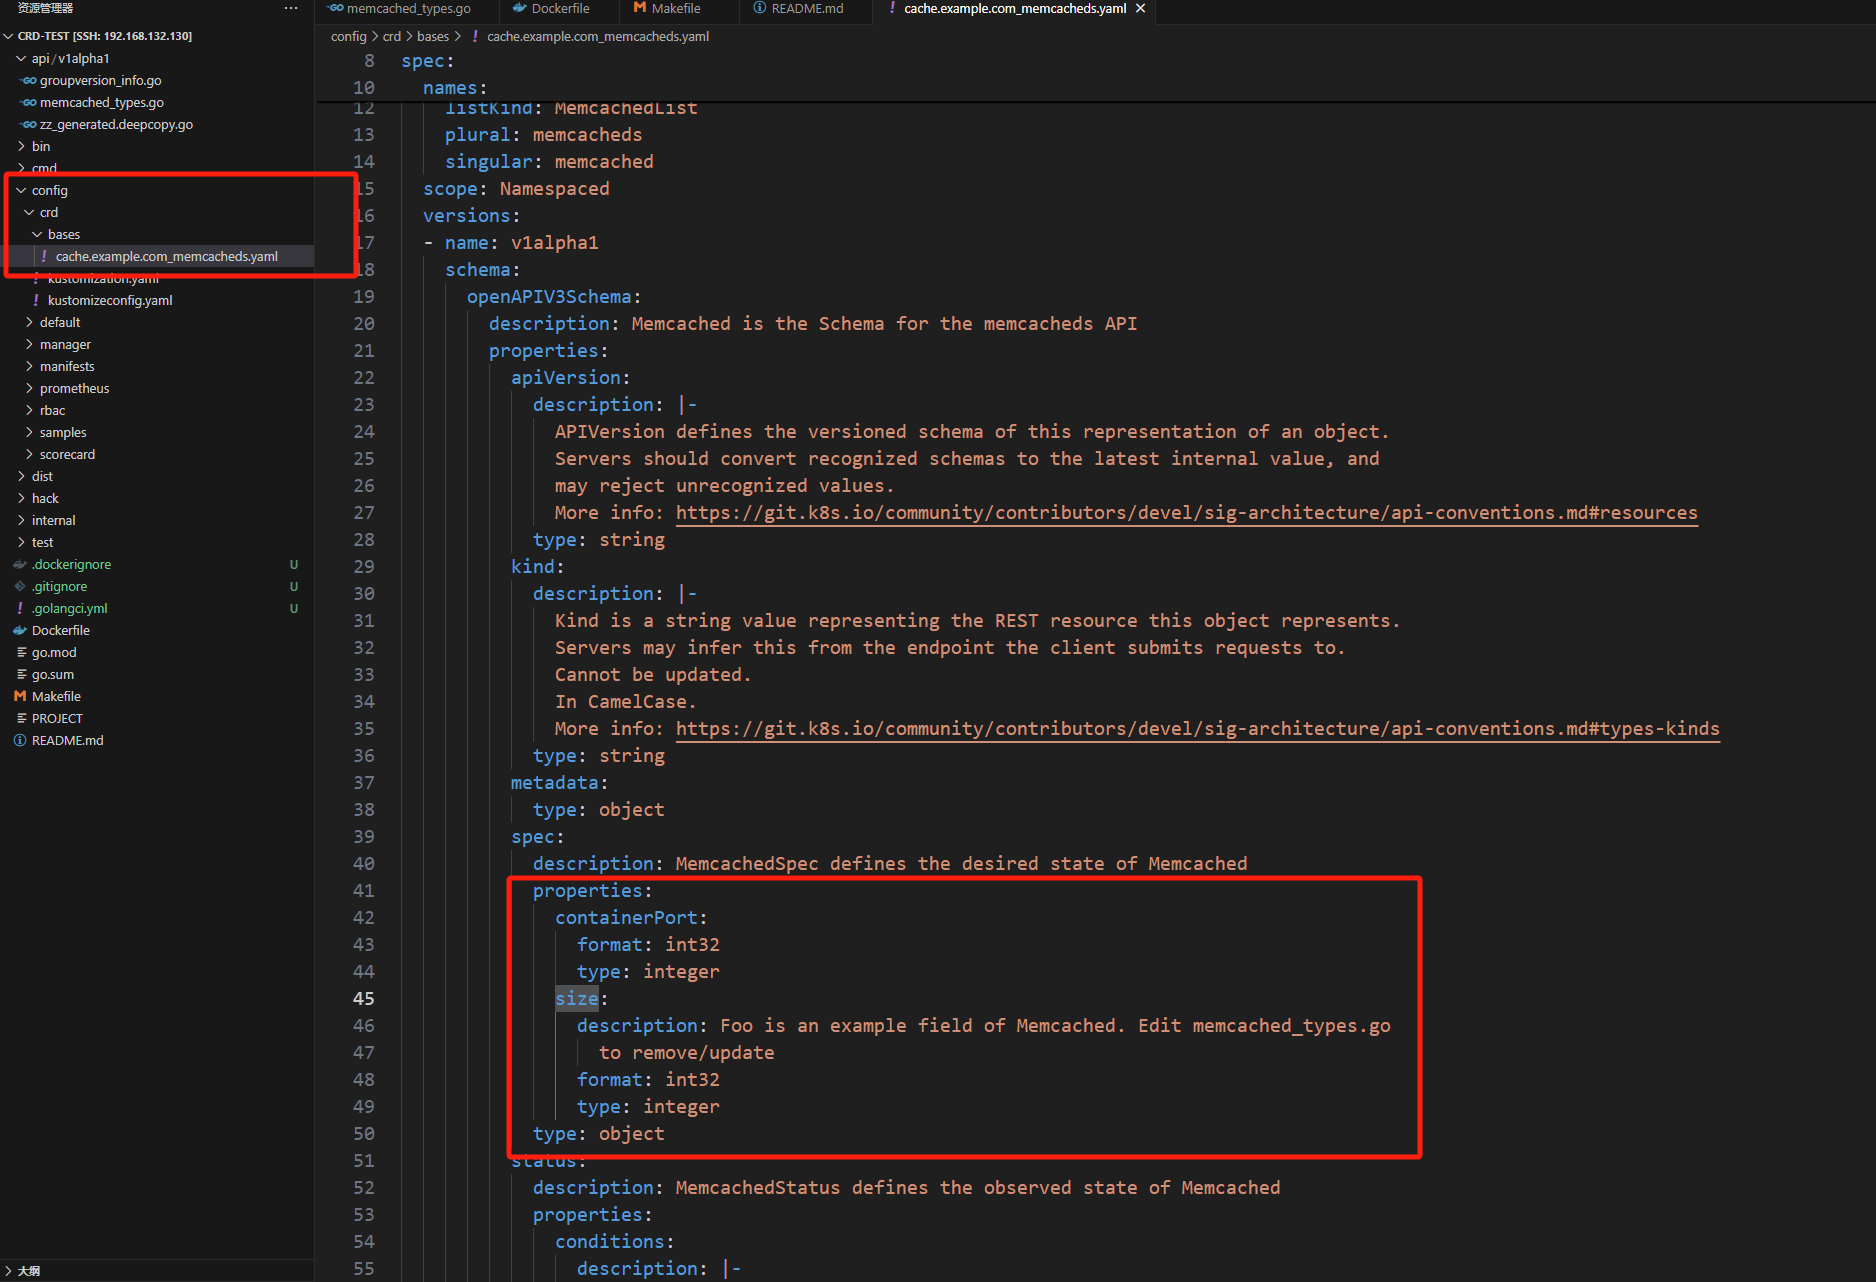 资源管理器
CRD-TEST [SSH: 192.168.132.130]
api/v1alpha1
groupversion_info.go
memcached_types.go
zz_generated.deepcopy.go
bin
cmd
config
crd
bases
! cache.example.com_memcacheds.yaml
! kustomization.yaml
! kustomizeconfig.yaml
default
manager
manifests
prometheus
rbac
samples
scorecard
dist
hack
internal
test
.dockerignore U
.gitignore U
! .golangci.yml U
Dockerfile
go.mod
go.sum
Makefile
PROJECT
README.md
大纲
memcached_types.go
Dockerfile
Makefile
README.md
! cache.example.com_memcacheds.yaml
config > crd > bases > ! cache.example.com_memcacheds.yaml
8 spec:
10 names:
12 listKind: MemcachedList
13 plural: memcacheds
14 singular: memcached
15 scope: Namespaced
16 versions:
17 - name: v1alpha1
18 schema:
19 openAPIV3Schema:
20 description: Memcached is the Schema for the memcacheds API
21 properties:
22 apiVersion:
23 description: |-
24 APIVersion defines the versioned schema of this representation of an object.
25 Servers should convert recognized schemas to the latest internal value, and
26 may reject unrecognized values.
27 More info: https://git.k8s.io/community/contributors/devel/sig-architecture/api-conventions.md#resources
28 type: string
29 kind:
30 description: |-
31 Kind is a string value representing the REST resource this object represents.
32 Servers may infer this from the endpoint the client submits requests to.
33 Cannot be updated.
34 In CamelCase.
35 More info: https://git.k8s.io/community/contributors/devel/sig-architecture/api-conventions.md#types-kinds
36 type: string
37 metadata:
38 type: object
39 spec:
40 description: MemcachedSpec defines the desired state of Memcached
41 properties:
42 containerPort:
43 format: int32
44 type: integer
45 size:
46 description: Foo is an example field of Memcached. Edit memcached_types.go
47 to remove/update
48 format: int32
49 type: integer
50 type: object
51 status:
52 description: MemcachedStatus defines the observed state of Memcached
53 properties:
54 conditions:
55 description: |-